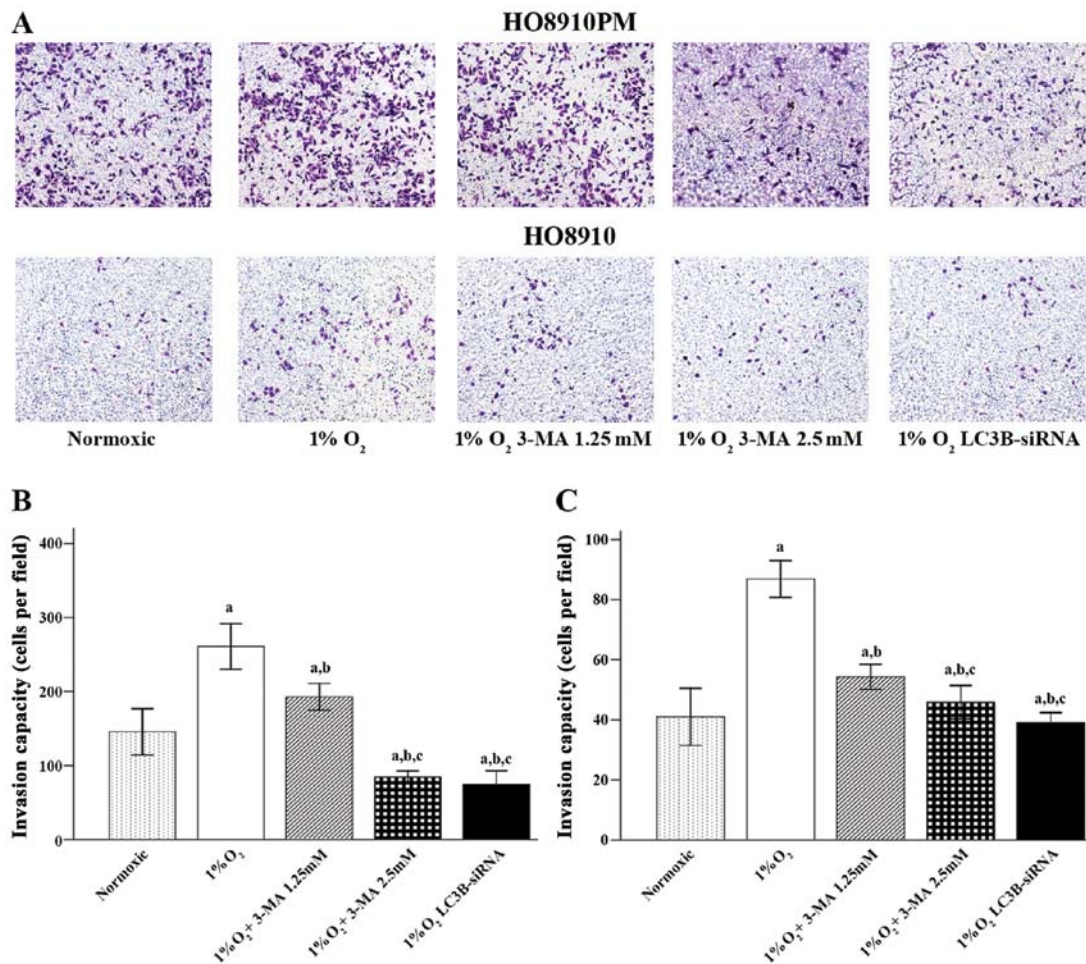 A
HO8910PM
HO8910
Normoxic
1% O₂
1% O₂ 3-MA 1.25 mM
1% O₂ 3-MA 2.5 mM
1% O₂ LC3B-siRNA
B
Invasion capacity (cells per field)
400
300
200
100
0
a
a,b
a,b,c
a,b,c
Normoxic
1% O₂
1% O₂ + 3-MA 1.25mM
1% O₂ + 3-MA 2.5mM
1% O₂ LC3B-siRNA
C
Invasion capacity (cells per field)
100
80
60
40
20
0
a
a,b
a,b,c
a,b,c
Normoxic
1% O₂
1% O₂ + 3-MA 1.25mM
1% O₂ + 3-MA 2.5mM
1% O₂ LC3B-siRNA